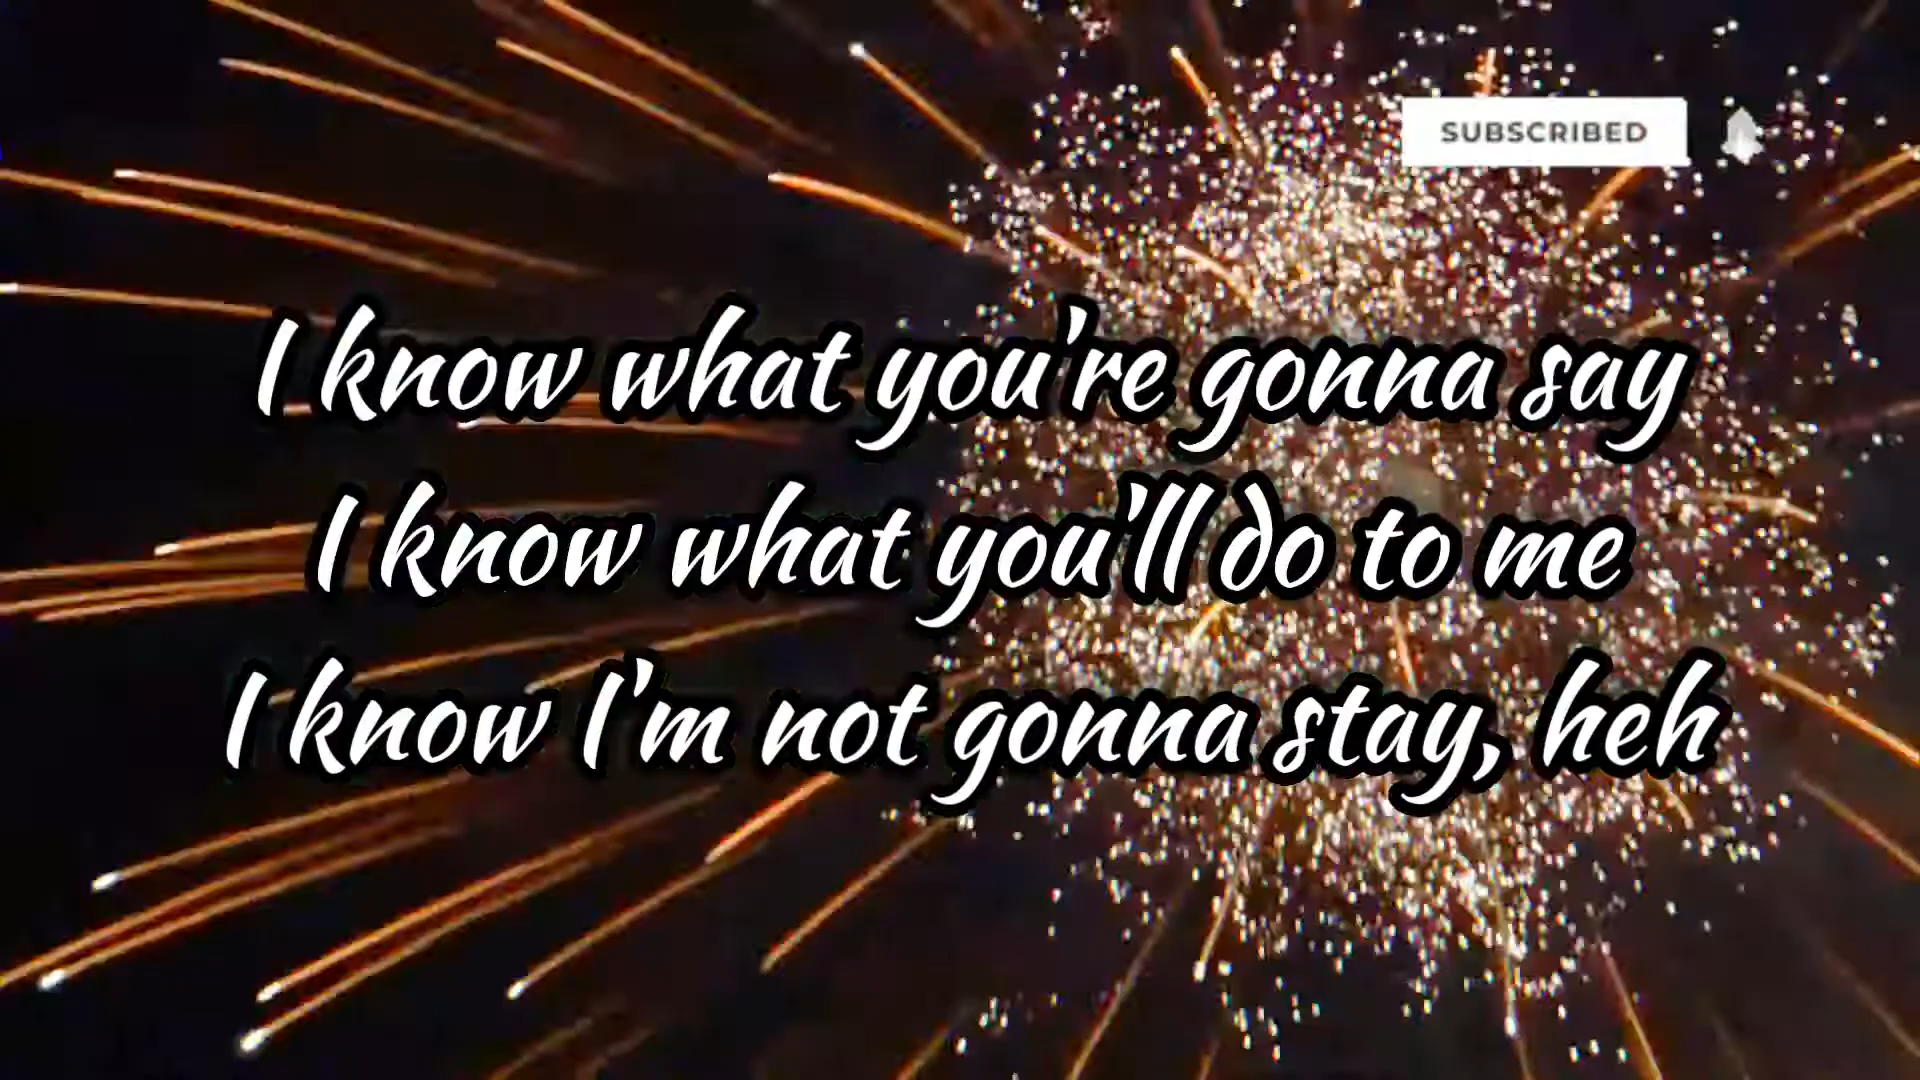 SUBSCRIBED
I know what you're gonna say
I know what you'll do to me
I know I'm not gonna stay, heh